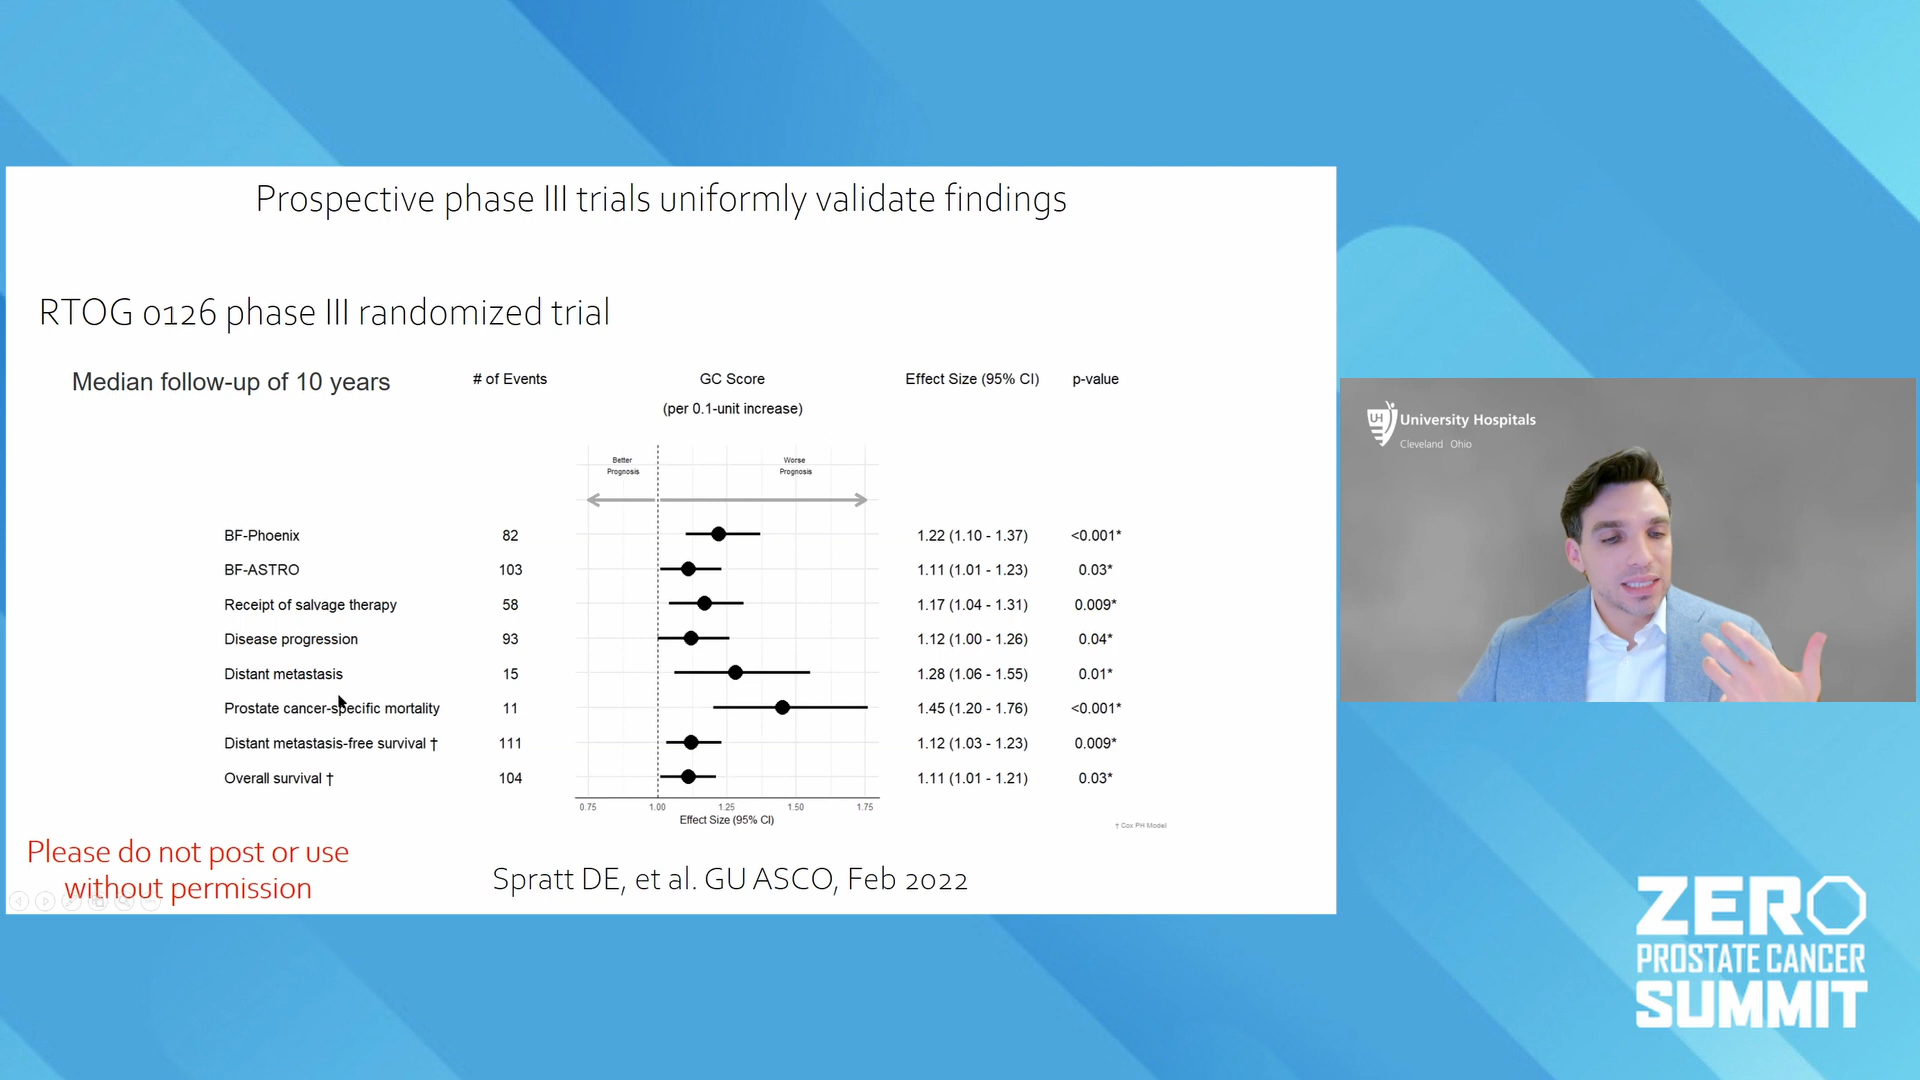 Prospective phase III trials uniformly validate findings
RTOG 0126 phase III randomized trial
Median follow-up of 10 years
# of Events GC Score Effect Size (95% CI) p-value
(per 0.1-unit increase)
Better Prognosis Worse Prognosis
BF-Phoenix 82 1.22 (1.10 - 1.37) <0.001*
BF-ASTRO 103 1.11 (1.01 - 1.23) 0.03*
Receipt of salvage therapy 58 1.17 (1.04 - 1.31) 0.009*
Disease progression 93 1.12 (1.00 - 1.26) 0.04*
Distant metastasis 15 1.28 (1.06 - 1.55) 0.01*
Prostate cancer-specific mortality 11 1.45 (1.20 - 1.76) <0.001*
Distant metastasis-free survival † 111 1.12 (1.03 - 1.23) 0.009*
Overall survival † 104 1.11 (1.01 - 1.21) 0.03*
0.75 1.00 1.25 1.50 1.75
Effect Size (95% CI)
† Cox PH Model
Please do not post or use
without permission
Spratt DE, et al. GU ASCO, Feb 2022
UH University Hospitals
Cleveland Ohio
ZERO
PROSTATE CANCER
SUMMIT